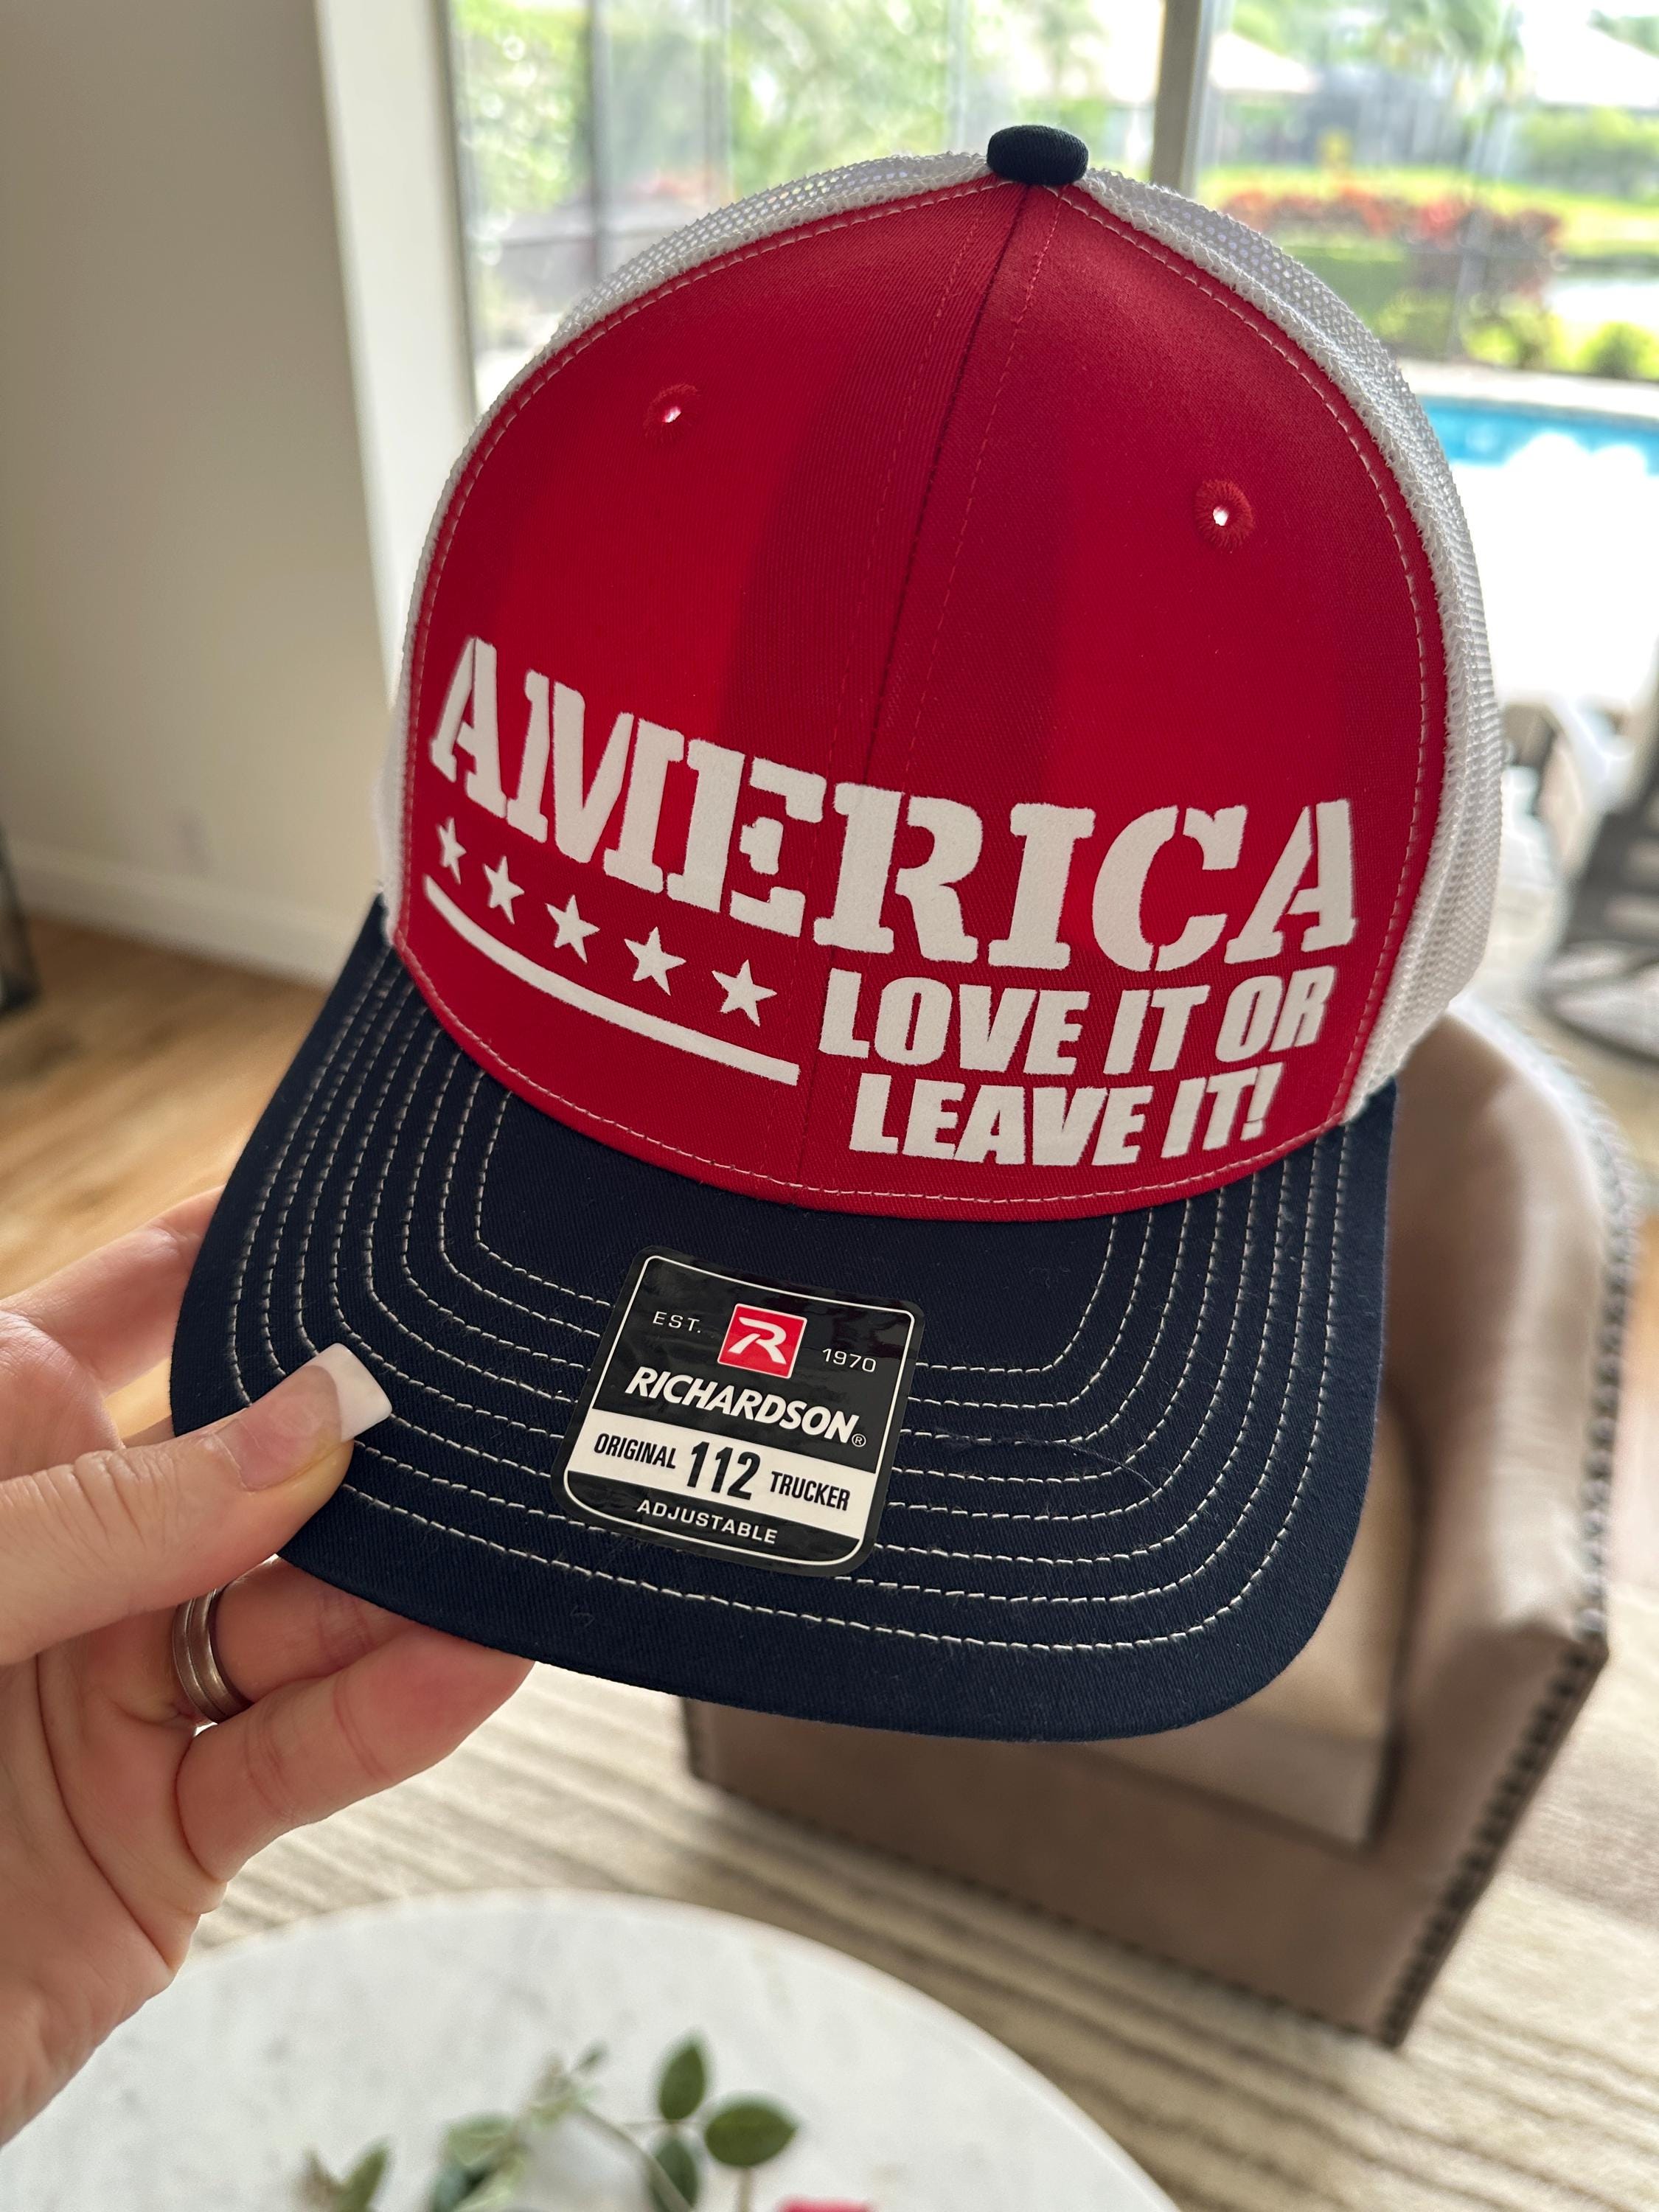 AMERICA
LOVE IT OR
LEAVE IT!
EST. R 1970
RICHARDSON®
ORIGINAL 112 TRUCKER
ADJUSTABLE